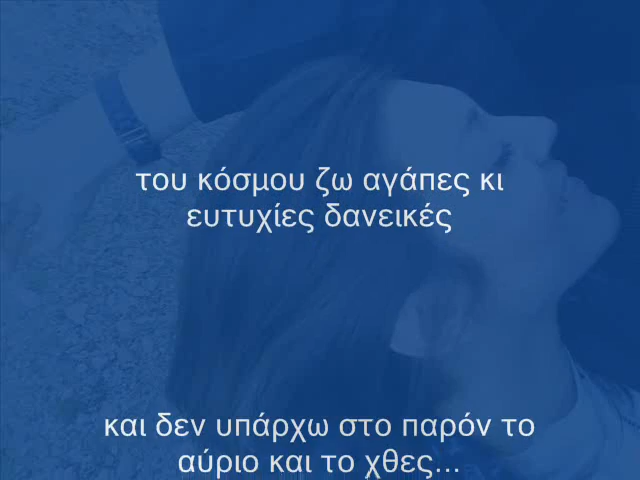 του κόσμου ζω αγάπες κι
ευτυχίες δανεικές
και δεν υπάρχω στο παρόν το
αύριο και το χθες...